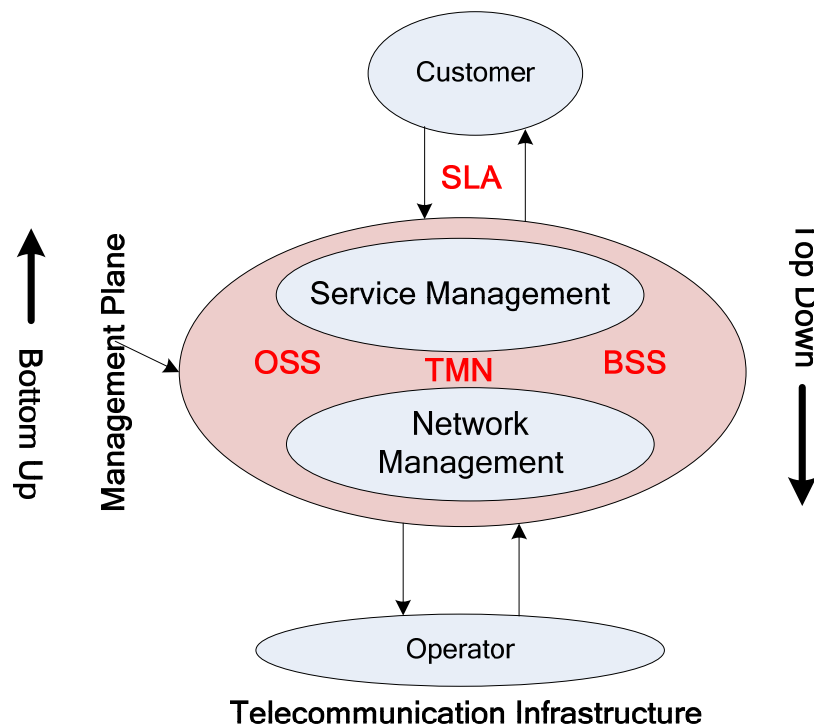 Customer
SLA
Service Management
OSS
TMN
BSS
Network
Management
Operator
Telecommunication Infrastructure
Bottom Up
Management Plane
Top Down